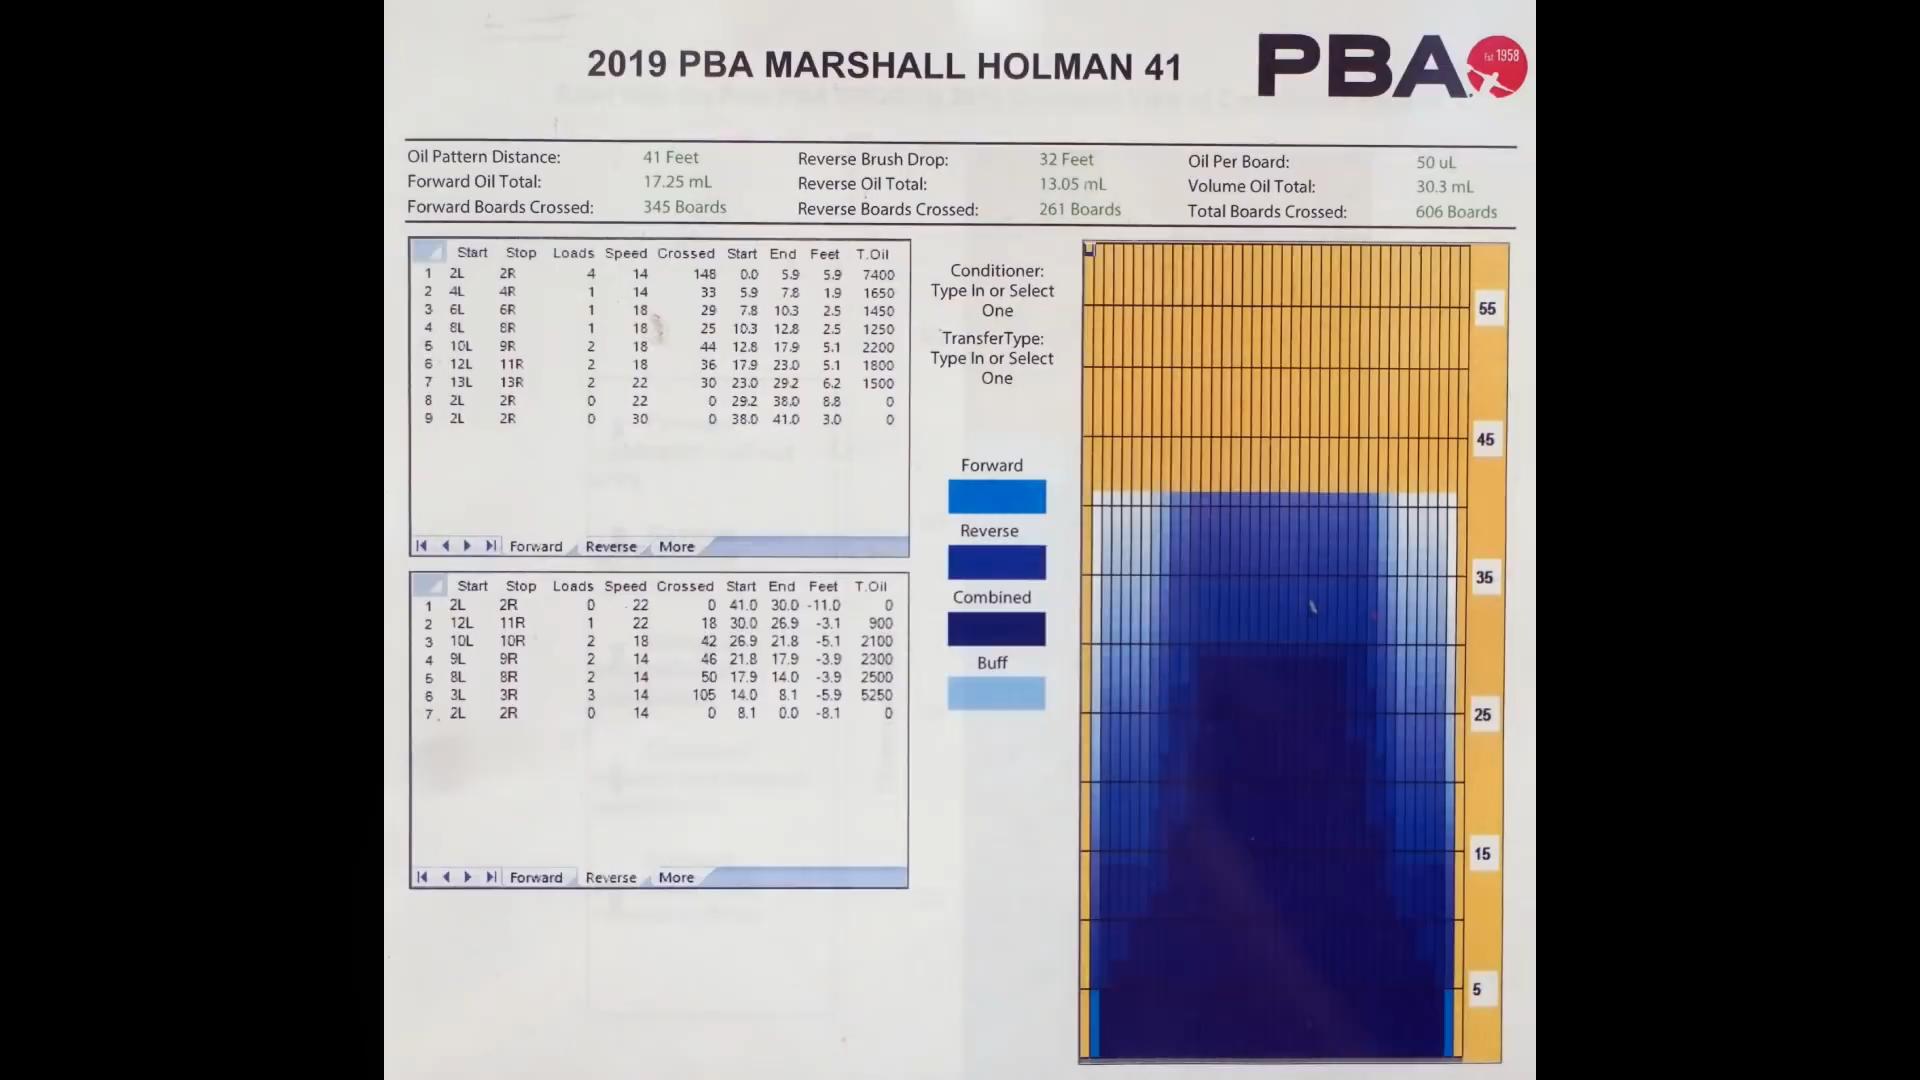 2019 PBA MARSHALL HOLMAN 41
PBA
Est 1958
Oil Pattern Distance: 41 Feet Reverse Brush Drop: 32 Feet Oil Per Board: 50 uL
Forward Oil Total: 17.25 mL Reverse Oil Total: 13.05 mL Volume Oil Total: 30.3 mL
Forward Boards Crossed: 345 Boards Reverse Boards Crossed: 261 Boards Total Boards Crossed: 606 Boards
Start Stop Loads Speed Crossed Start End Feet T.Oil
1 2L 2R 4 14 148 0.0 5.9 5.9 7400
2 4L 4R 1 14 33 5.9 7.8 1.9 1650
3 6L 6R 1 18 29 7.8 10.3 2.5 1450
4 8L 8R 1 18 25 10.3 12.8 2.5 1250
5 10L 9R 2 18 44 12.8 17.9 5.1 2200
6 12L 11R 2 18 36 17.9 23.0 5.1 1800
7 13L 13R 2 22 30 23.0 29.2 6.2 1500
8 2L 2R 0 22 0 29.2 38.0 8.8 0
9 2L 2R 0 30 0 38.0 41.0 3.0 0
Forward Reverse More
Start Stop Loads Speed Crossed Start End Feet T.Oil
1 2L 2R 0 22 0 41.0 30.0 -11.0 0
2 12L 11R 1 22 18 30.0 26.9 -3.1 900
3 10L 10R 2 18 42 26.9 21.8 -5.1 2100
4 9L 9R 2 14 46 21.8 17.9 -3.9 2300
5 8L 8R 2 14 50 17.9 14.0 -3.9 2500
6 3L 3R 3 14 105 14.0 8.1 -5.9 5250
7 2L 2R 0 14 0 8.1 0.0 -8.1 0
Forward Reverse More
Conditioner:
Type In or Select
One
TransferType:
Type In or Select
One
Forward
Reverse
Combined
Buff
55
45
35
25
15
5